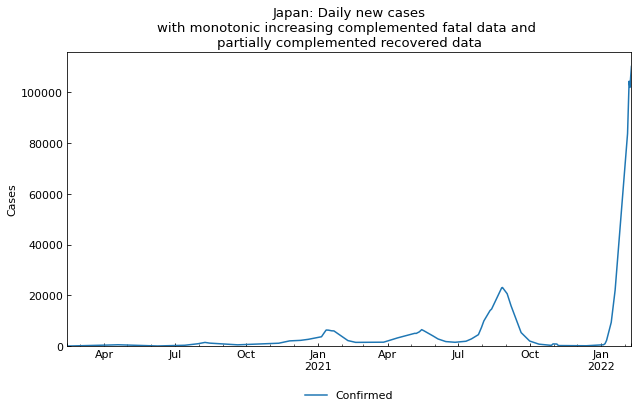 Japan: Daily new cases
with monotonic increasing complemented fatal data and
partially complemented recovered data
100000
80000
60000
40000
20000
0
Cases
Apr
Jul
Oct
Jan
2021
Apr
Jul
Oct
Jan
2022
Confirmed